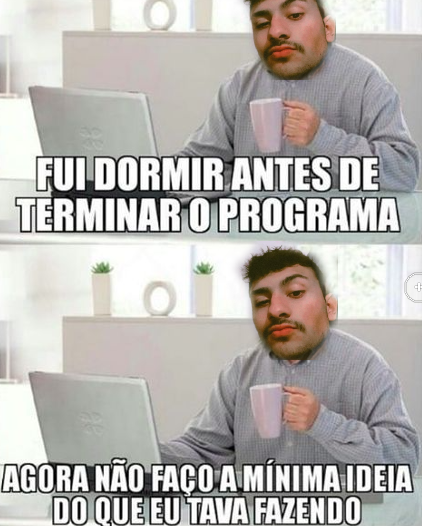 FUI DORMIR ANTES DE
TERMINAR O PROGRAMA
AGORA NÃO FAÇO A MÍNIMA IDEIA
DO QUE EU TAVA FAZENDO